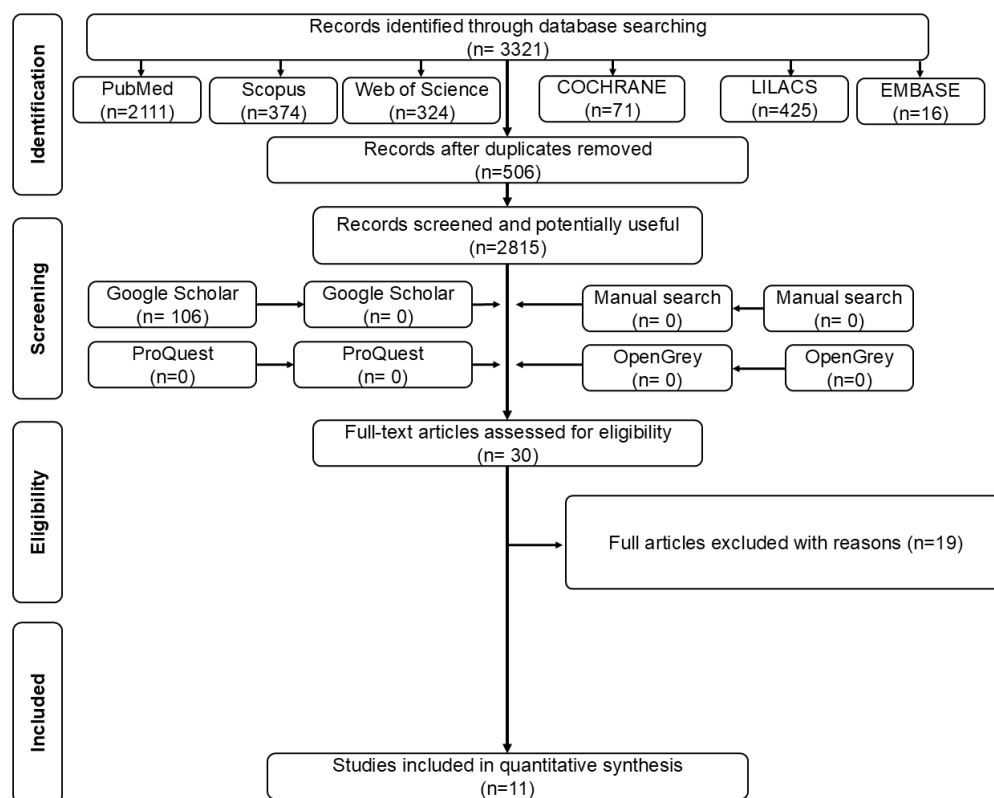 Identification
Records identified through database searching
(n= 3321)
PubMed
(n=2111)
Scopus
(n=374)
Web of Science
(n=324)
COCHRANE
(n=71)
LILACS
(n=425)
EMBASE
(n=16)
Records after duplicates removed
(n=506)
Screening
Records screened and potentially useful
(n=2815)
Google Scholar
(n= 106)
Google Scholar
(n= 0)
Manual search
(n= 0)
Manual search
(n= 0)
ProQuest
(n=0)
ProQuest
(n= 0)
OpenGrey
(n= 0)
OpenGrey
(n=0)
Eligibility
Full-text articles assessed for eligibility
(n= 30)
Full articles excluded with reasons (n=19)
Included
Studies included in quantitative synthesis
(n=11)